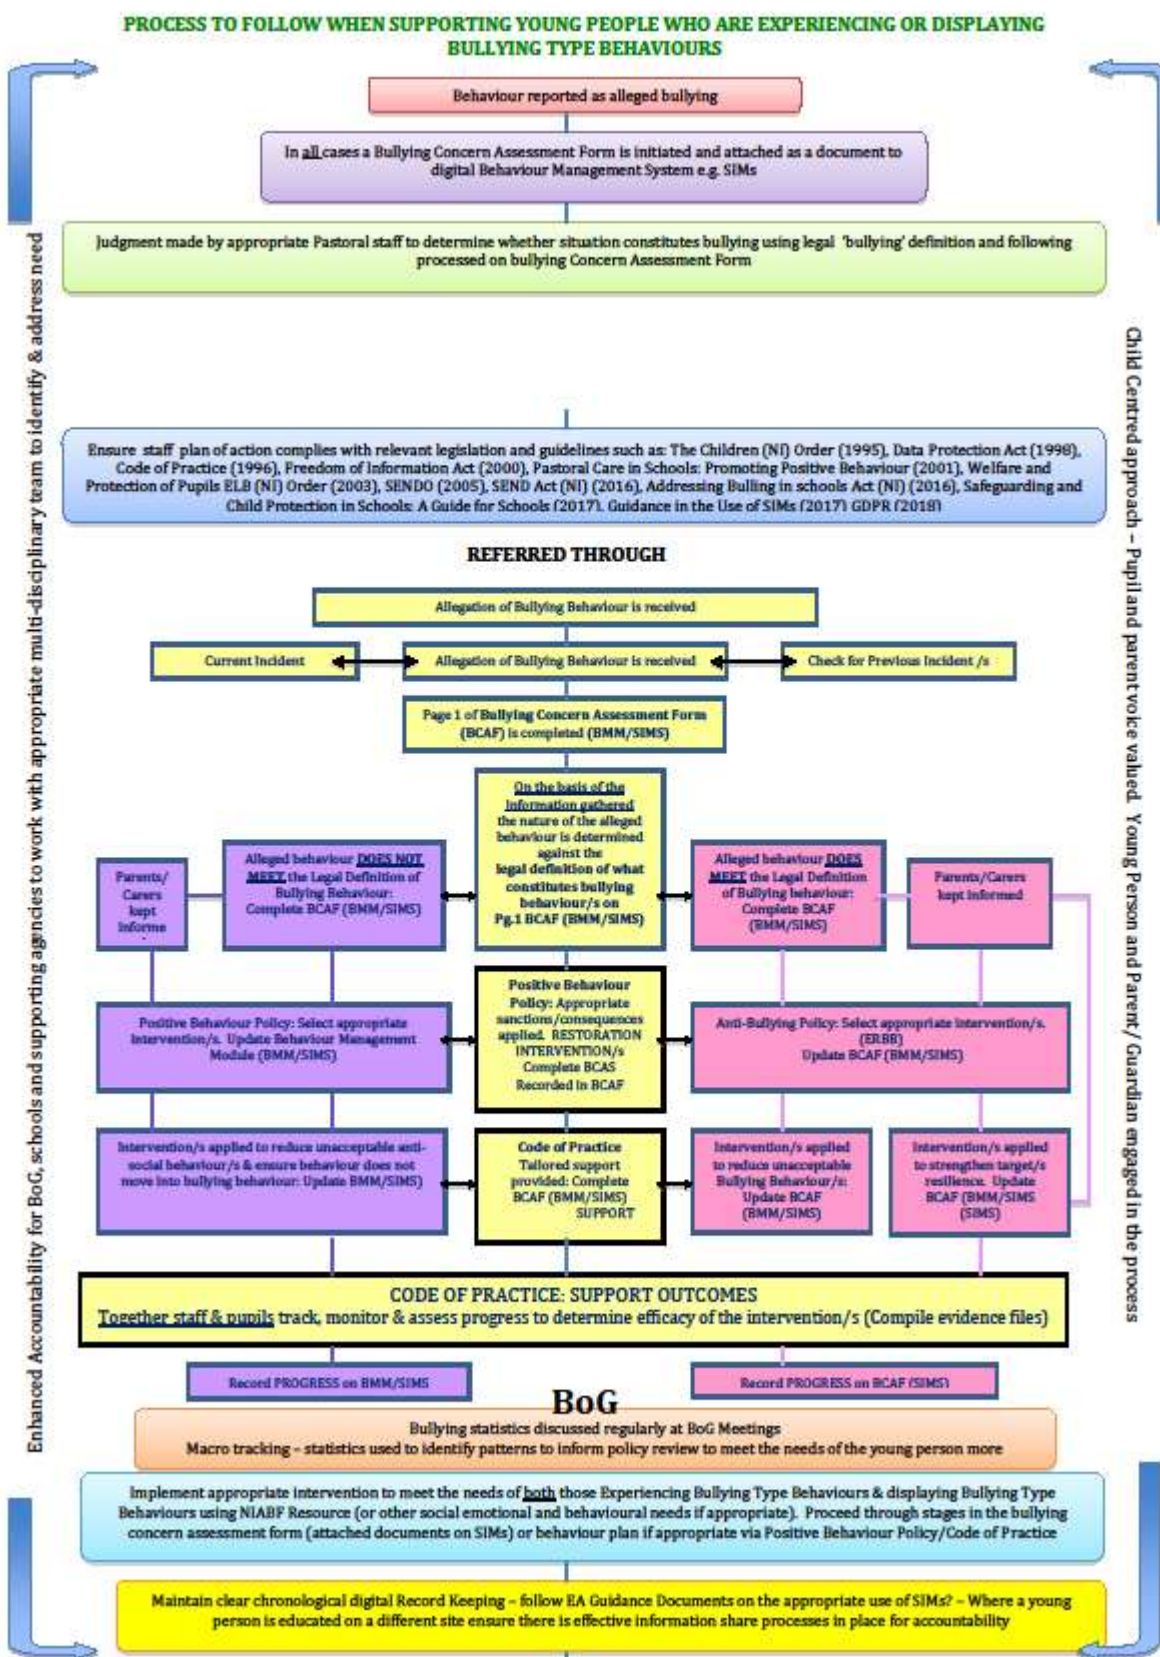 PROCESS TO FOLLOW WHEN SUPPORTING YOUNG PEOPLE WHO ARE EXPERIENCING OR DISPLAYING
BULLYING TYPE BEHAVIOURS
Behaviour reported as alleged bullying
In all cases a Bullying Concern Assessment Form is initiated and attached as a document to
digital Behaviour Management System e.g. SIMs
Judgment made by appropriate Pastoral staff to determine whether situation constitutes bullying using legal 'bullying' definition and following
processed on bullying Concern Assessment Form
Enhanced Accountability for BoG, schools and supporting agencies to work with appropriate multi-disciplinary team to identify & address need
Child Centred approach – Pupil and parent voice valued. Young Person and Parent/ Guardian engaged in the process
Ensure staff plan of action complies with relevant legislation and guidelines such as: The Children (NI) Order (1995), Data Protection Act (1998),
Code of Practice (1996), Freedom of Information Act (2000), Pastoral Care in Schools: Promoting Positive Behaviour (2001), Welfare and
Protection of Pupils ELB (NI) Order (2003), SENDO (2005), SEND Act (NI) (2016), Addressing Bulling in schools Act (NI) (2016), Safeguarding and
Child Protection in Schools: A Guide for Schools (2017), Guidance in the Use of SIMs (2017) GDPR (2018)
REFERRED THROUGH
Allegation of Bullying Behaviour is received
Current Incident
Allegation of Bullying Behaviour is received
Check for Previous Incident /s
Page 1 of Bullying Concern Assessment Form
(BCAF) is completed (BMM/SIMS)
On the basis of the
information gathered
the nature of the alleged
behaviour is determined
against the
legal definition of what
constitutes bullying
behaviour/s on
Pg.1 BCAF (BMM/SIMS)
Parents/
Carers
kept
Informe
Alleged behaviour DOES NOT
MEET the Legal Definition of
Bullying Behaviour:
Complete BCAF (BMM/SIMS)
Alleged behaviour DOES
MEET the Legal Definition
of Bullying behaviour:
Complete BCAF
(BMM/SIMS)
Parents/Carers
kept informed
Positive Behaviour Policy: Select appropriate
Intervention/s. Update Behaviour Management
Module (BMM/SIMS)
Positive Behaviour
Policy: Appropriate
sanctions/consequences
applied. RESTORATION
INTERVENTION/s
Complete BCAS
Recorded in BCAF
Anti-Bullying Policy: Select appropriate intervention/s.
(ERBB)
Update BCAF (BMM/SIMS)
Intervention/s applied to reduce unacceptable anti-
social behaviour/s & ensure behaviour does not
move into bullying behaviour: Update BMM/SIMS)
Code of Practice
Tailored support
provided: Complete
BCAF (BMM/SIMS)
SUPPORT
Intervention/s applied
to reduce unacceptable
Bullying Behaviour/s:
Update BCAF
(BMM/SIMS)
Intervention/s applied
to strengthen target/s
resilience. Update
BCAF (BMM/SIMS
(SIMS)
CODE OF PRACTICE: SUPPORT OUTCOMES
Together staff & pupils track, monitor & assess progress to determine efficacy of the intervention/s (Compile evidence files)
Record PROGRESS on BMM/SIMS
Record PROGRESS on BCAF (SIMS)
BoG
Bullying statistics discussed regularly at BoG Meetings
Macro tracking – statistics used to identify patterns to inform policy review to meet the needs of the young person more
Implement appropriate intervention to meet the needs of both those Experiencing Bullying Type Behaviours & displaying Bullying Type
Behaviours using NIABF Resource (or other social emotional and behavioural needs if appropriate). Proceed through stages in the bullying
concern assessment form (attached documents on SIMs) or behaviour plan if appropriate via Positive Behaviour Policy/Code of Practice
Maintain clear chronological digital Record Keeping – follow EA Guidance Documents on the appropriate use of SIMs? – Where a young
person is educated on a different site ensure there is effective information share processes in place for accountability